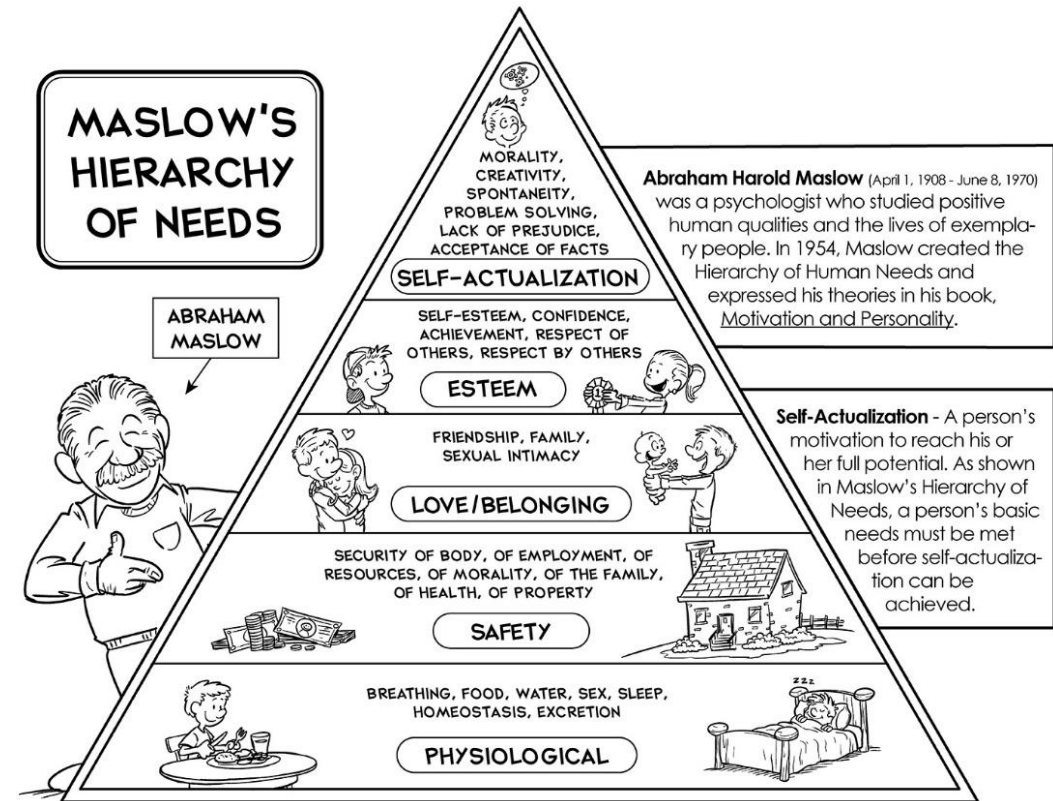 MASLOW'S
HIERARCHY
OF NEEDS
ABRAHAM
MASLOW
MORALITY,
CREATIVITY,
SPONTANEITY,
PROBLEM SOLVING,
LACK OF PREJUDICE,
ACCEPTANCE OF FACTS
SELF-ACTUALIZATION
SELF-ESTEEM, CONFIDENCE,
ACHIEVEMENT, RESPECT OF
OTHERS, RESPECT BY OTHERS
1
ESTEEM
FRIENDSHIP, FAMILY,
SEXUAL INTIMACY
LOVE/BELONGING
SECURITY OF BODY, OF EMPLOYMENT, OF
RESOURCES, OF MORALITY, OF THE FAMILY,
OF HEALTH, OF PROPERTY
SAFETY
BREATHING, FOOD, WATER, SEX, SLEEP,
HOMEOSTASIS, EXCRETION
zzz
PHYSIOLOGICAL
Abraham Harold Maslow (April 1, 1908 - June 8, 1970)
was a psychologist who studied positive
human qualities and the lives of exempla-
ry people. In 1954, Maslow created the
Hierarchy of Human Needs and
expressed his theories in his book,
Motivation and Personality.
Self-Actualization - A person's
motivation to reach his or
her full potential. As shown
in Maslow's Hierarchy of
Needs, a person's basic
needs must be met
before self-actualiza-
tion can be
achieved.